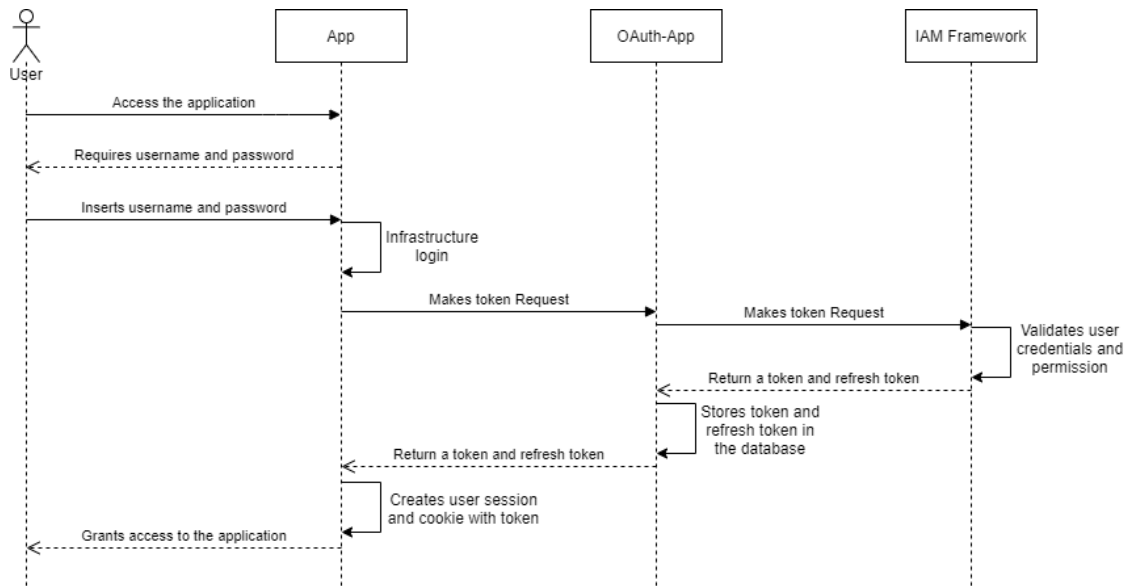 App
OAuth-App
IAM Framework
User
Access the application
Requires username and password
Inserts username and password
Infrastructure
login
Makes token Request
Makes token Request
Validates user
credentials and
permission
Return a token and refresh token
Stores token and
refresh token in
the database
Return a token and refresh token
Creates user session
and cookie with token
Grants access to the application